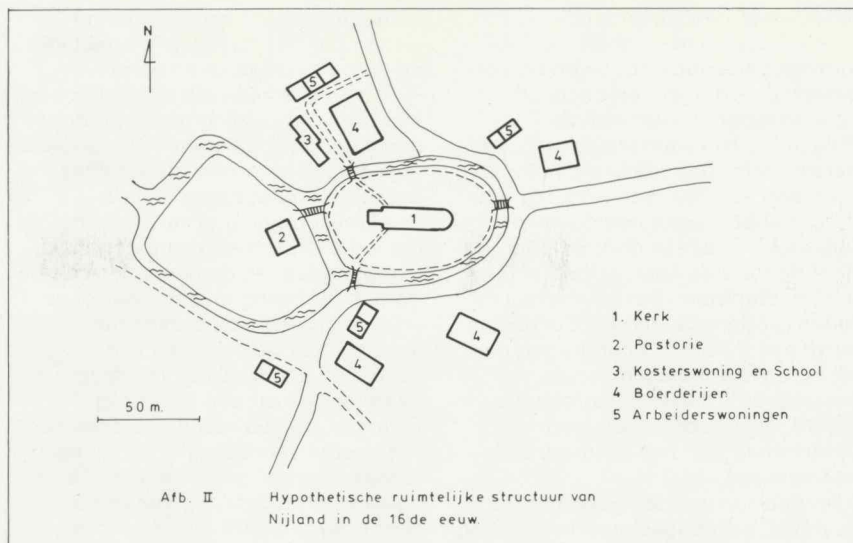 N
5
4
3
5
4
1
2
5
4
4
5
1. Kerk
2. Pastorie
3. Kosterswoning en School
4 Boerderijen
5 Arbeiderswoningen
50 m.
Afb. II Hypothetische ruimtelijke structuur van
Nijland in de 16de eeuw.